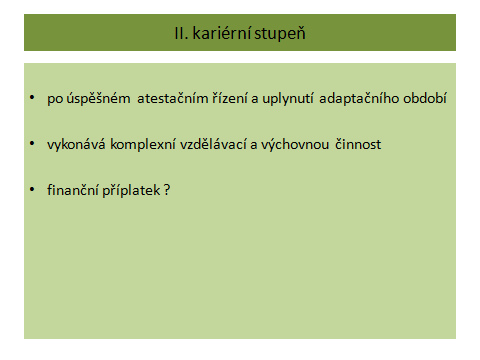 II. kariérní stupeň
• po úspěšném atestačním řízení a uplynutí adaptačního období
• vykonává komplexní vzdělávací a výchovnou činnost
• finanční příplatek ?